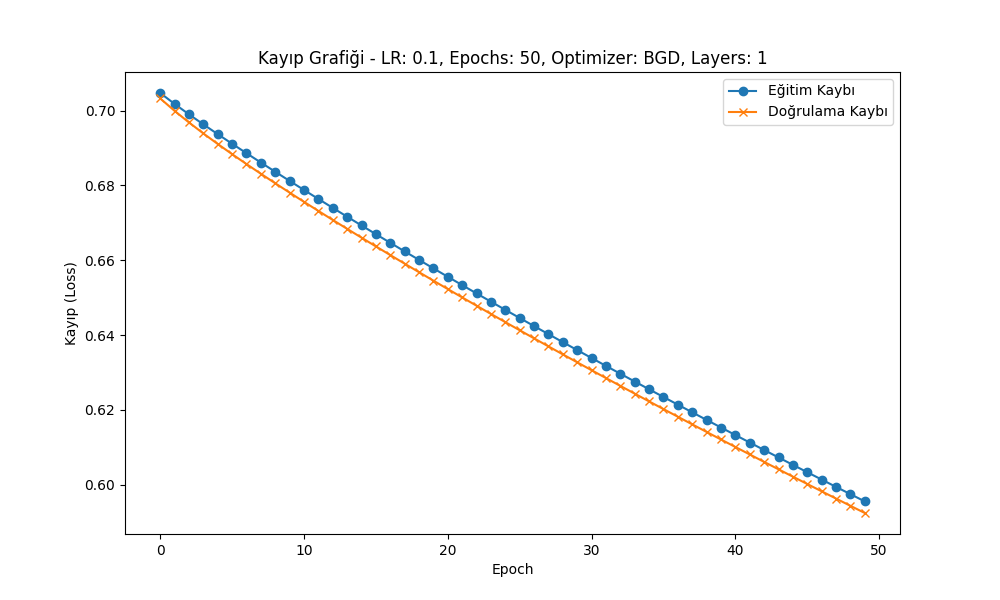 Kayıp Grafiği - LR: 0.1, Epochs: 50, Optimizer: BGD, Layers: 1
Eğitim Kaybı
Doğrulama Kaybı
Kayıp (Loss)
0.70
0.68
0.66
0.64
0.62
0.60
0 10 20 30 40 50
Epoch